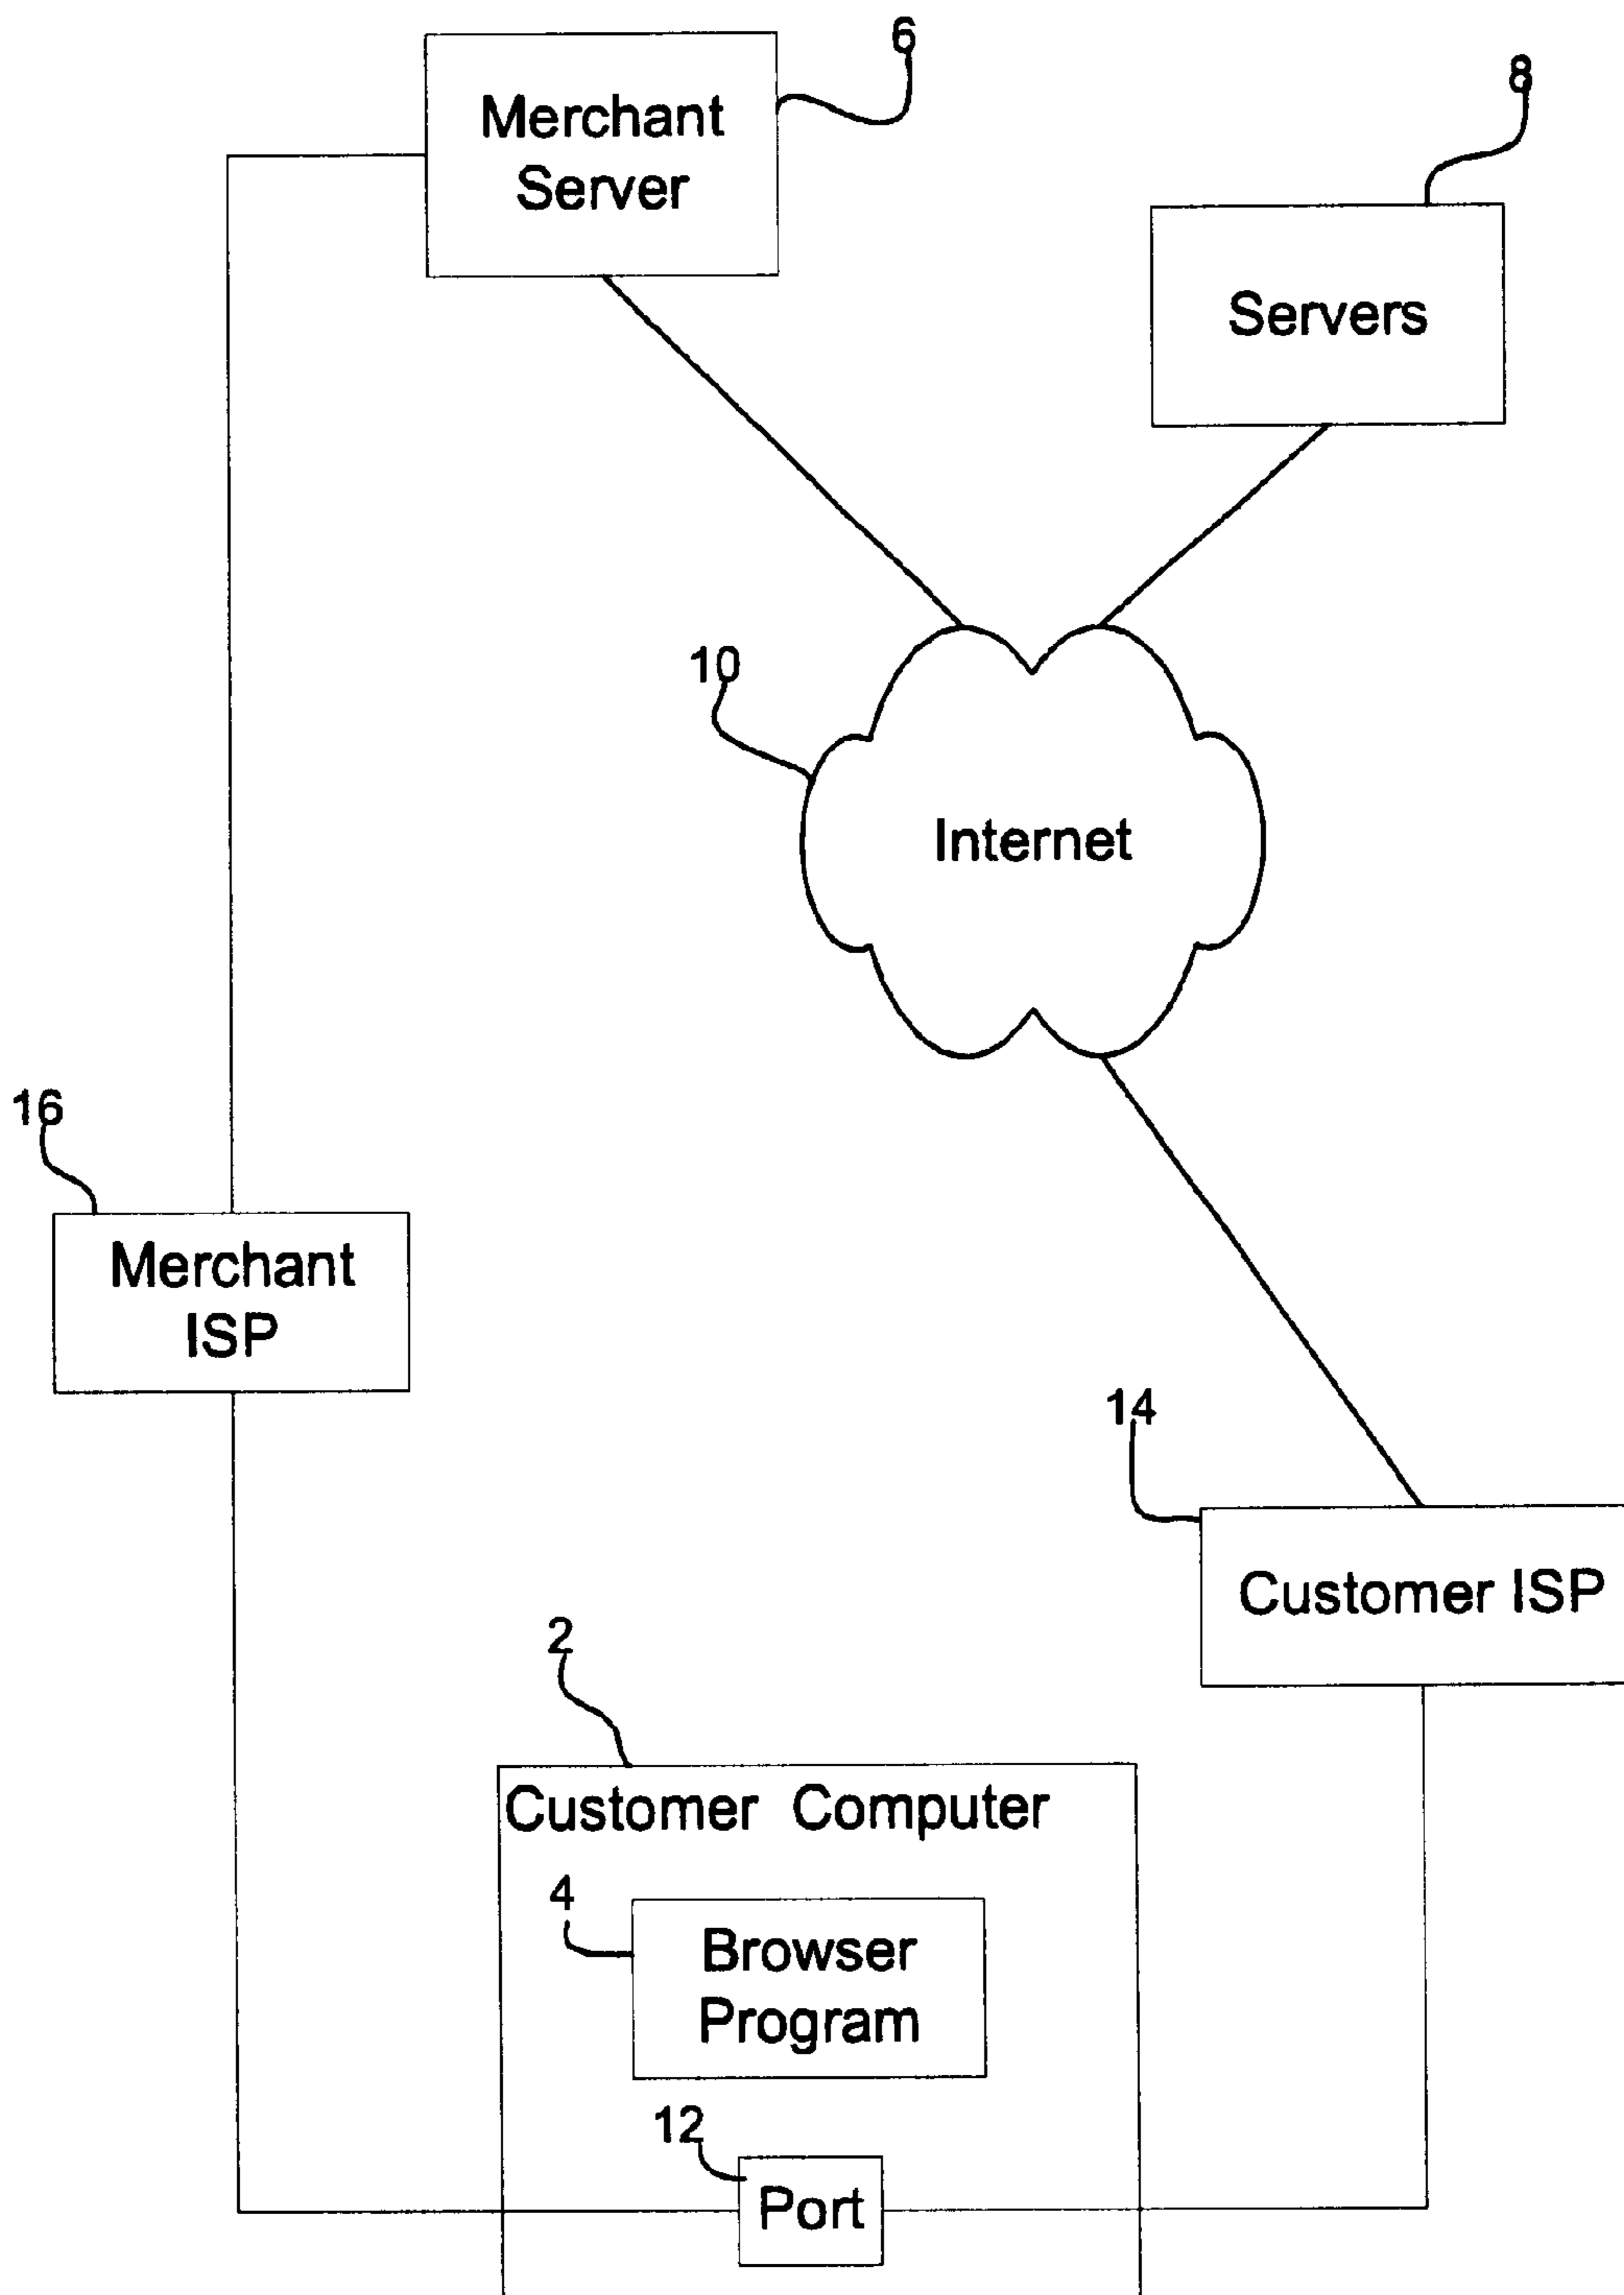 6
Merchant
Server
8
Servers
10
Internet
16
Merchant
ISP
14
Customer ISP
2
Customer Computer
4
Browser
Program
12
Port